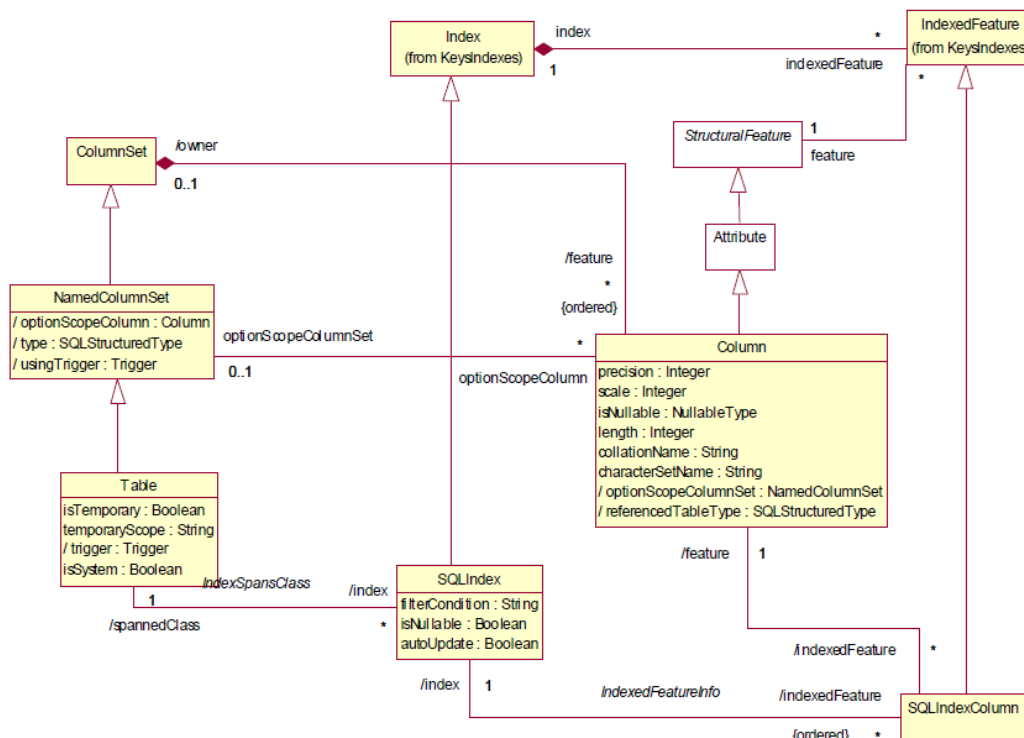 Index
(from KeysIndexes)
index
1
*
indexedFeature
IndexedFeature
(from KeysIndexes
*
StructuralFeature
1
feature
ColumnSet
/owner
0..1
Attribute
/feature
*
{ordered}
NamedColumnSet
/ optionScopeColumn : Column
/ type : SQLStructuredType
/ usingTrigger : Trigger
optionScopeColumnSet
0..1
*
optionScopeColumn
Column
precision : Integer
scale : Integer
isNullable : NullableType
length : Integer
collationName : String
characterSetName : String
/ optionScopeColumnSet : NamedColumnSet
/ referencedTableType : SQLStructuredType
Table
isTemporary : Boolean
temporaryScope : String
/ trigger : Trigger
isSystem : Boolean
IndexSpansClass
1
/spannedClass
/index
*
SQLIndex
filterCondition : String
isNullable : Boolean
autoUpdate : Boolean
/feature
1
/indexedFeature
*
/index
1
IndexedFeatureInfo
/indexedFeature
{ordered}
*
SQLIndexColumn